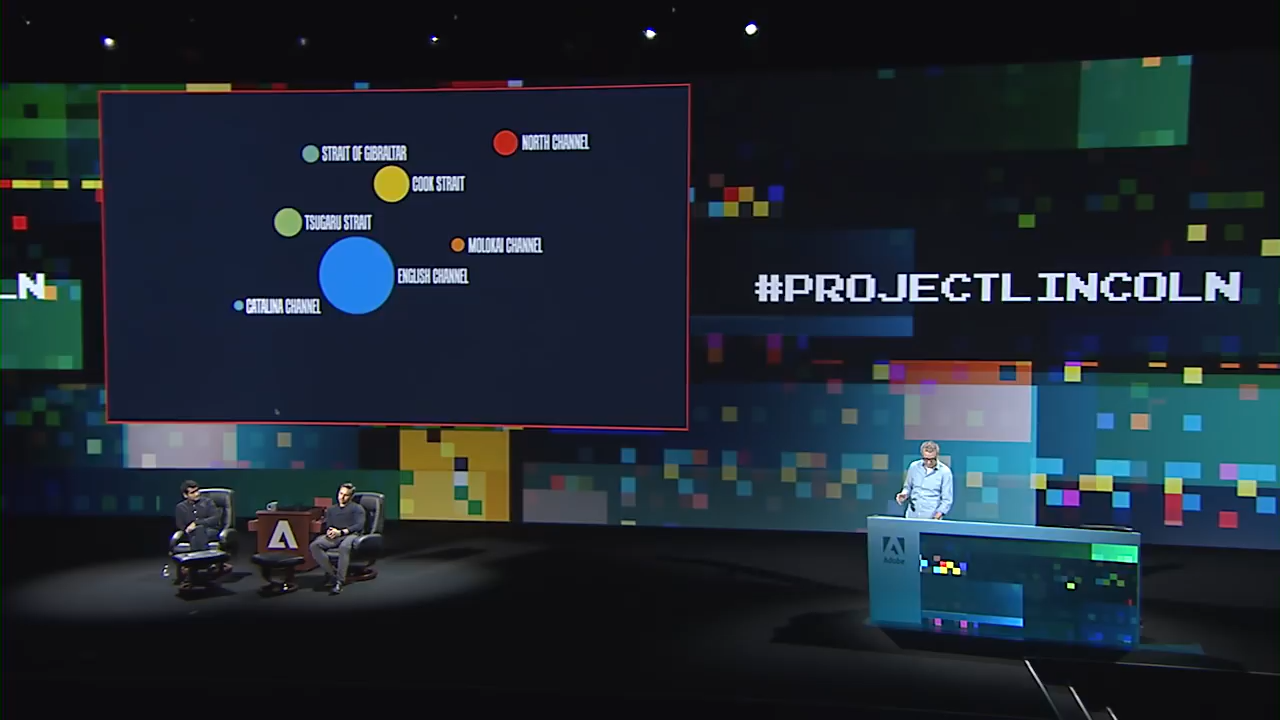 STRAIT OF GIBRALTAR
NORTH CHANNEL
COOK STRAIT
TSUGARU STRAIT
MOLOKAI CHANNEL
ENGLISH CHANNEL
CATALINA CHANNEL
LN
#PROJECTLINCOLN
Adobe